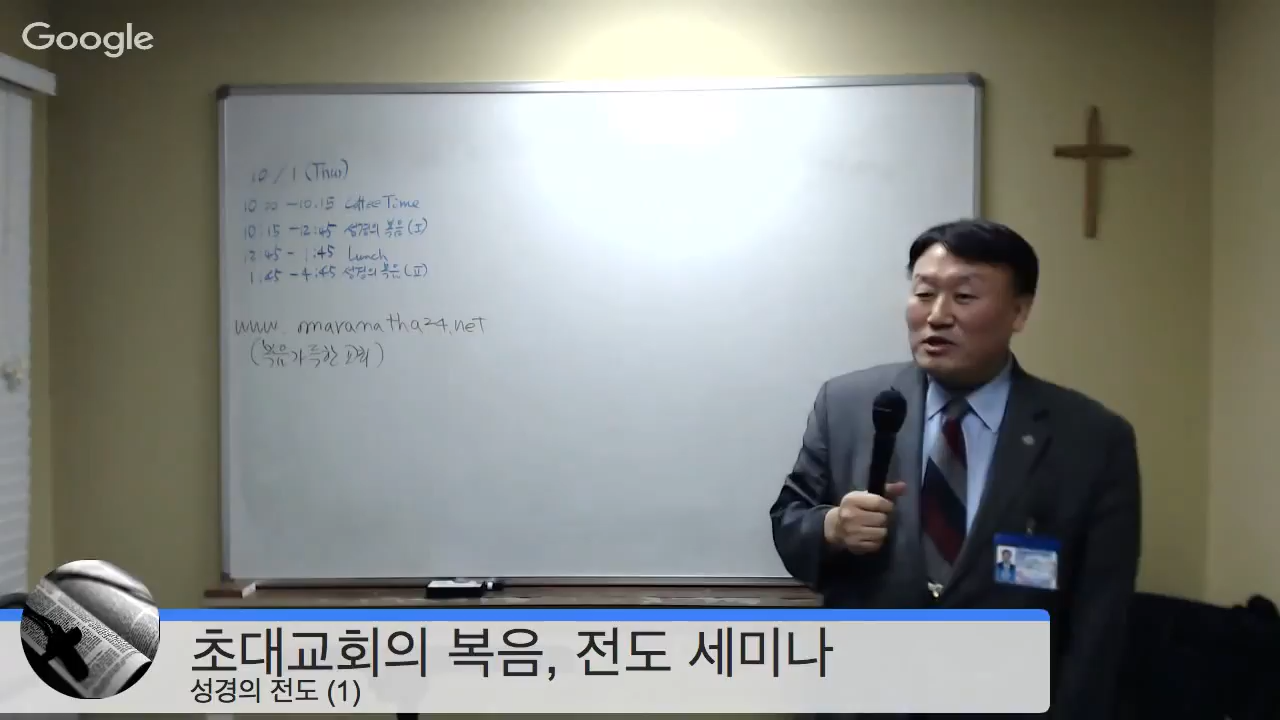 Google
10/1 (Thu)
10:00 - 10:15 Coffee Time
10:15 - 12:45 성경의 복음 (I)
12:45 - 1:45 Lunch
1:45 - 4:45 성경의 복음 (II)
www.maranatha24.net
(복음가득한교회)
초대교회의 복음, 전도 세미나
성경의 전도 (1)